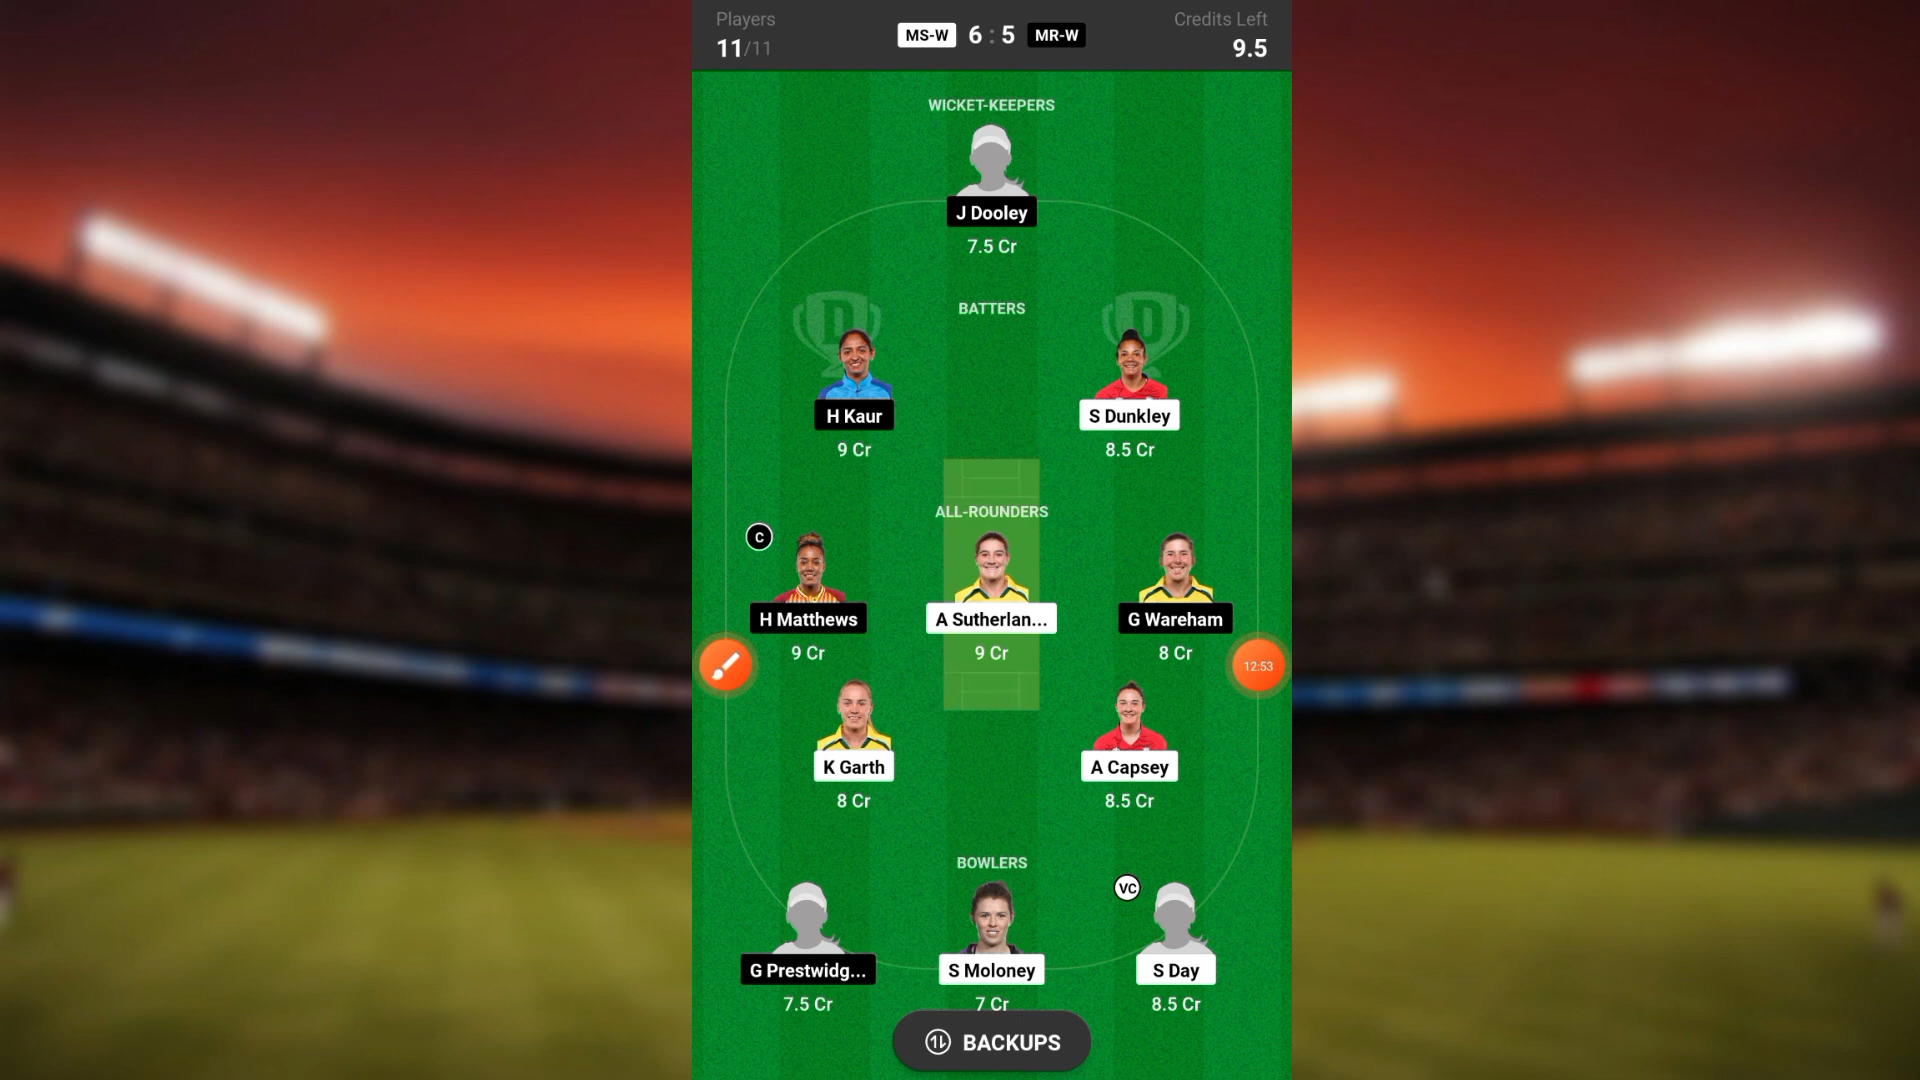 Players
Credits Left
11/11
MS-W 6 : 5 MR-W
9.5
WICKET-KEEPERS
J Dooley
7.5 Cr
BATTERS
H Kaur
S Dunkley
9 Cr
8.5 Cr
ALL-ROUNDERS
C
H Matthews
A Sutherlan...
G Wareham
9 Cr
9 Cr
8 Cr
12:53
K Garth
A Capsey
8 Cr
8.5 Cr
BOWLERS
VC
G Prestwidg...
S Moloney
S Day
7.5 Cr
7 Cr
8.5 Cr
BACKUPS